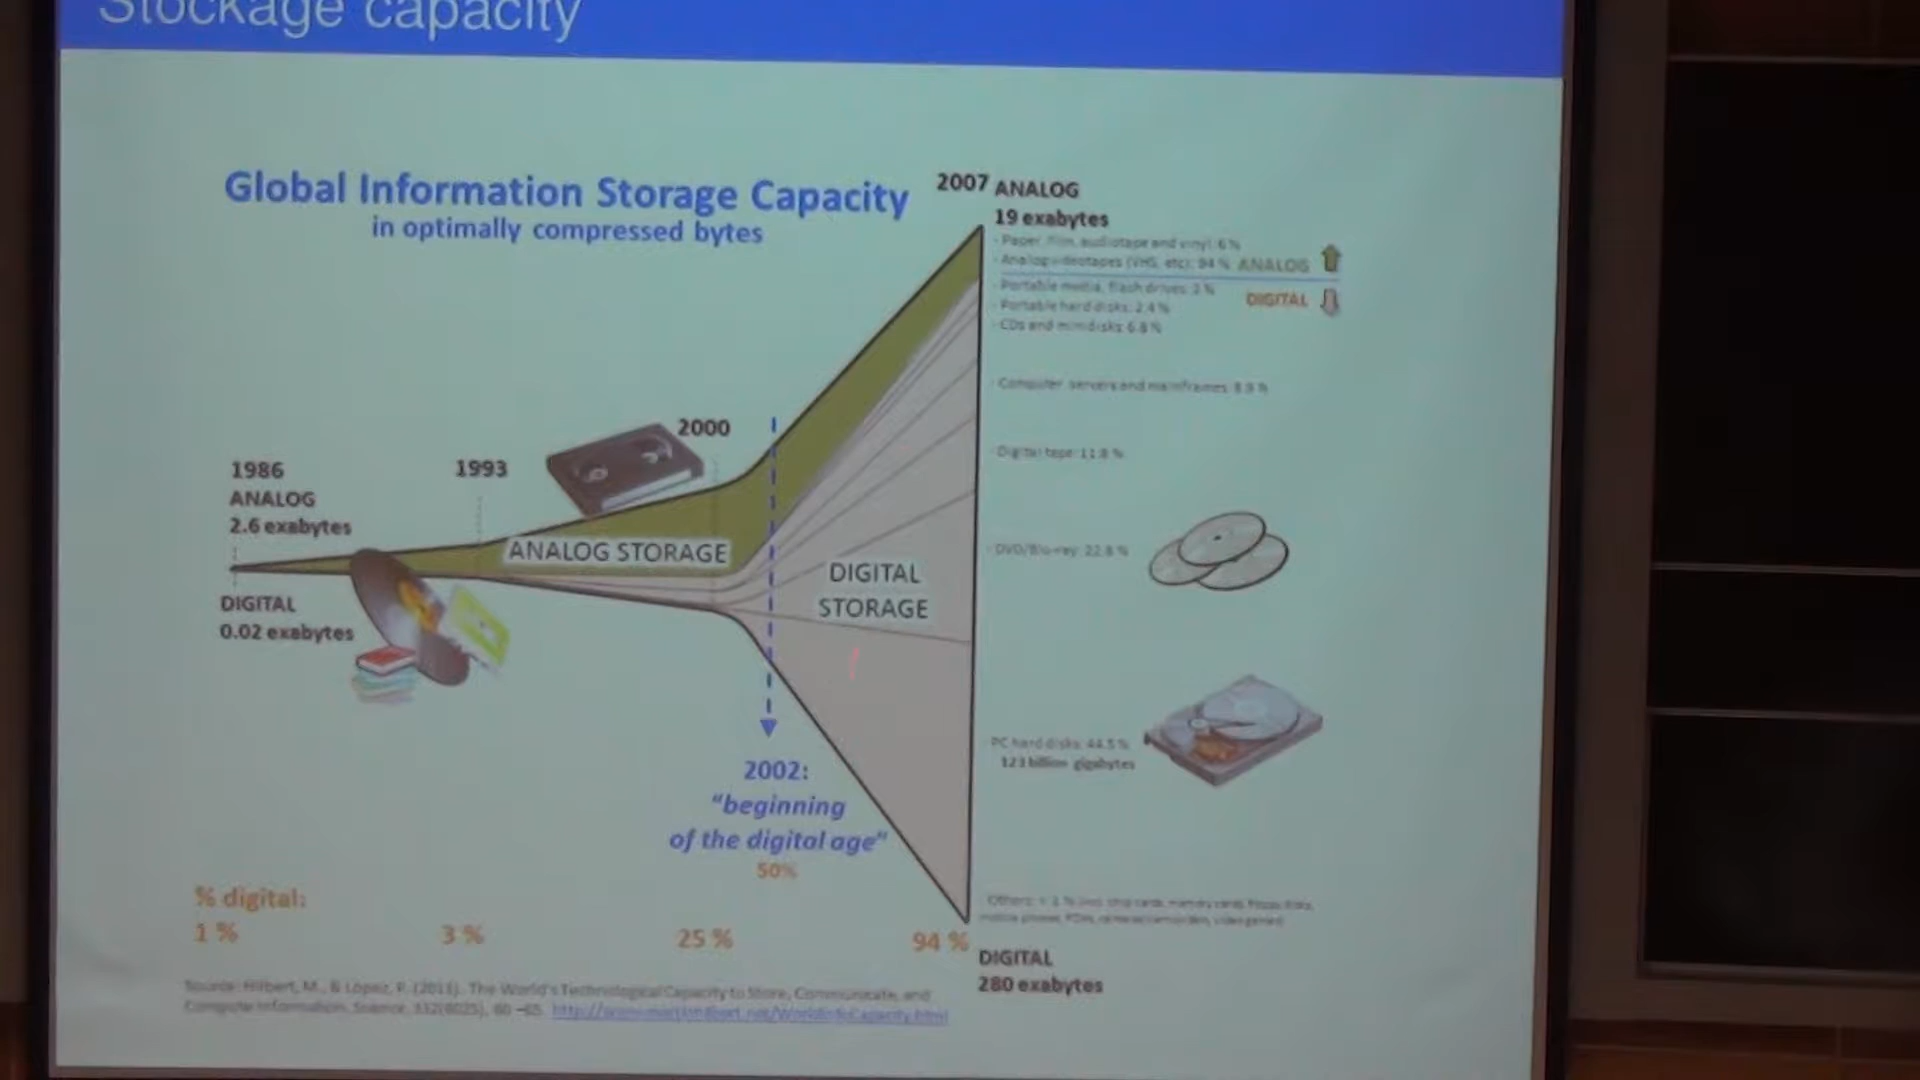 Stockage capacity
Global Information Storage Capacity
in optimally compressed bytes
2007 ANALOG
19 exabytes
- Paper, film, audiotape and vinyl: 6 %
- Analog videotapes (VHS, etc): 94 % ANALOG
- Portable media, flash drives: 2 %
DIGITAL
- Portable hard disks: 2.4 %
- CDs and minidisks: 6.8 %
- Computer servers and mainframes: 8.9 %
- Digital tape: 11.8 %
- DVD/Blu-ray: 22.8 %
- PC hard disks: 44.5 %
123 billion gigabytes
2000
1993
1986
ANALOG
2.6 exabytes
ANALOG STORAGE
DIGITAL
STORAGE
DIGITAL
0.02 exabytes
2002:
"beginning
of the digital age"
50%
% digital:
1 %
3 %
25 %
94 %
DIGITAL
280 exabytes
Source: Hilbert, M., & López, P. (2011). The World's Technological Capacity to Store, Communicate, and
Compute Information. Science, 332(6025), 60 –65. http://www.martinhilbert.net/WorldInfoCapacity.html